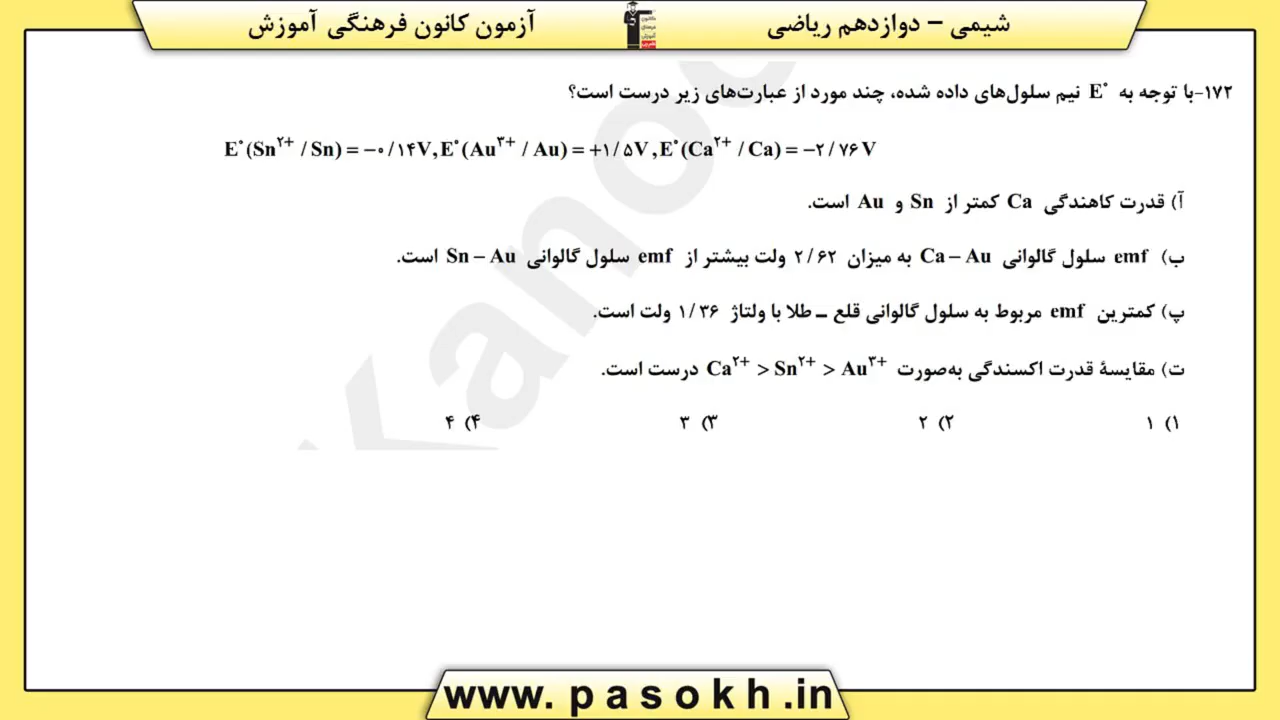 شیمی – دوازدهم ریاضی
آزمون کانون فرهنگی آموزش
۱۷۲-با توجه به E° نیم سلول‌های داده شده، چند مورد از عبارت‌های زیر درست است؟
E°(Sn²⁺ / Sn) = −۰/۱۴V, E°(Au³⁺ / Au) = +۱/۵V, E°(Ca²⁺ / Ca) = −۲/۷۶ V
آ) قدرت کاهندگی Ca کمتر از Sn و Au است.
ب) emf سلول گالوانی Ca – Au به میزان ۲/۶۲ ولت بیشتر از emf سلول گالوانی Sn – Au است.
پ) کمترین emf مربوط به سلول گالوانی قلع – طلا با ولتاژ ۱/۳۶ ولت است.
ت) مقایسهٔ قدرت اکسندگی به‌صورت Ca²⁺ > Sn²⁺ > Au³⁺ درست است.
۱) ۱ ۲) ۲ ۳) ۳ ۴) ۴
Kanoo
www.pasokh.in